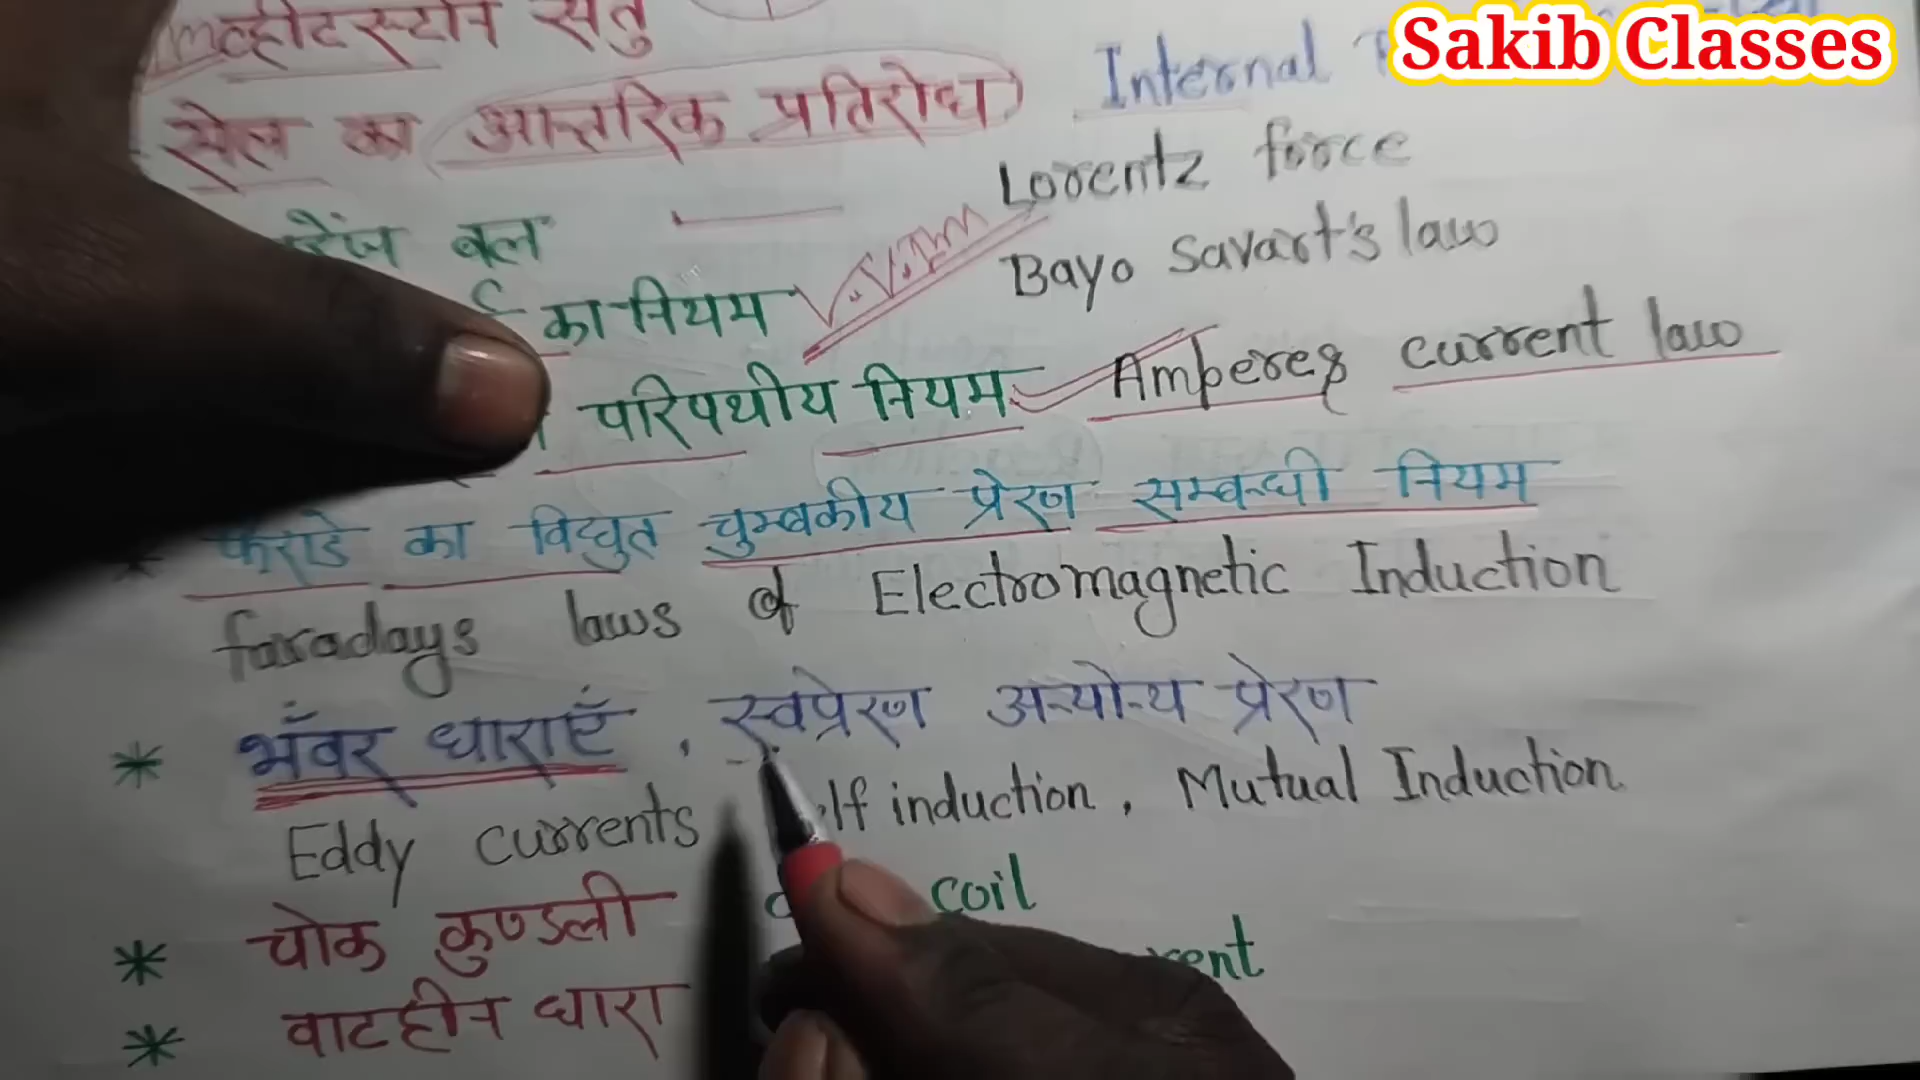 व्हीटस्टोन सेतु
Sakib Classes
सेल का आन्तरिक प्रतिरोध Internal
बल Lorentz force
का नियम V.Imp Bayo Savart's law
परिपथीय नियम Amperes current law
* फैराडे का विद्युत चुम्बकीय प्रेरण सम्बन्धी नियम
faradays laws of Electromagnetic Induction
* भँवर धाराएँ , स्वप्रेरण अन्योन्य प्रेरण
Eddy currents induction, Mutual Induction
* चोक कुण्डली coil
* वाटहीन धारा